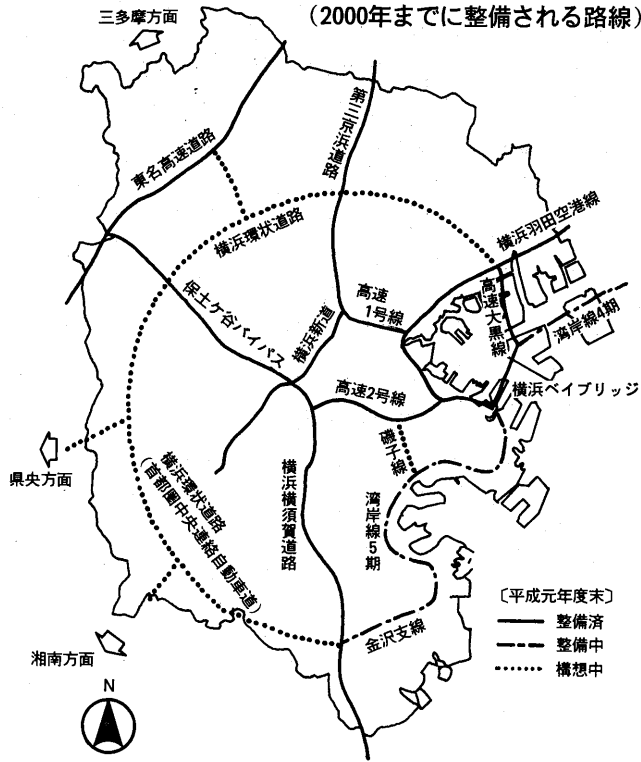 (2000年までに整備される路線)
三多摩方面
第三京浜道路
東名高速道路
横浜環状道路
横浜羽田空港線
保土ケ谷バイパス
横浜新道
高速
1号線
高速大黒線
湾岸線4期
横浜ベイブリッジ
高速2号線
磯子線
県央方面
横浜環状道路
(首都圏中央連絡自動車道)
横浜横須賀道路
湾岸線5期
金沢支線
湘南方面
N
〔平成元年度末〕
整備済
整備中
構想中